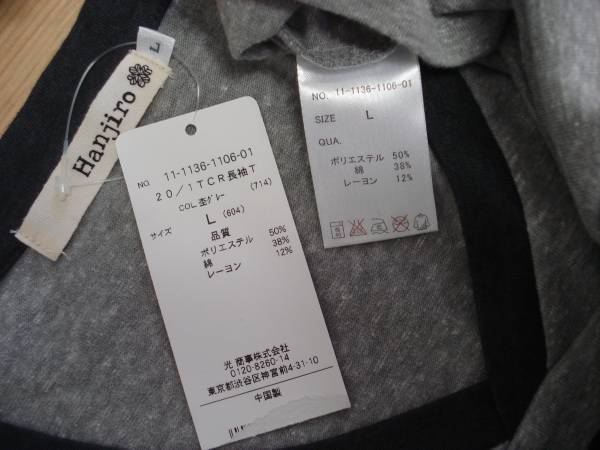 Hanjiro
L
NO. 11-1136-1106-01
20/1TCR長袖T
COL 杢グレー (714)
サイズ L (604)
品質
ポリエステル 50%
綿 38%
レーヨン 12%
光 商事株式会社
0120-8260-14
東京都渋谷区神宮前4-31-10
中国製
NO. 11-1136-1106-01
SIZE L
QUA.
ポリエステル 50%
綿 38%
レーヨン 12%